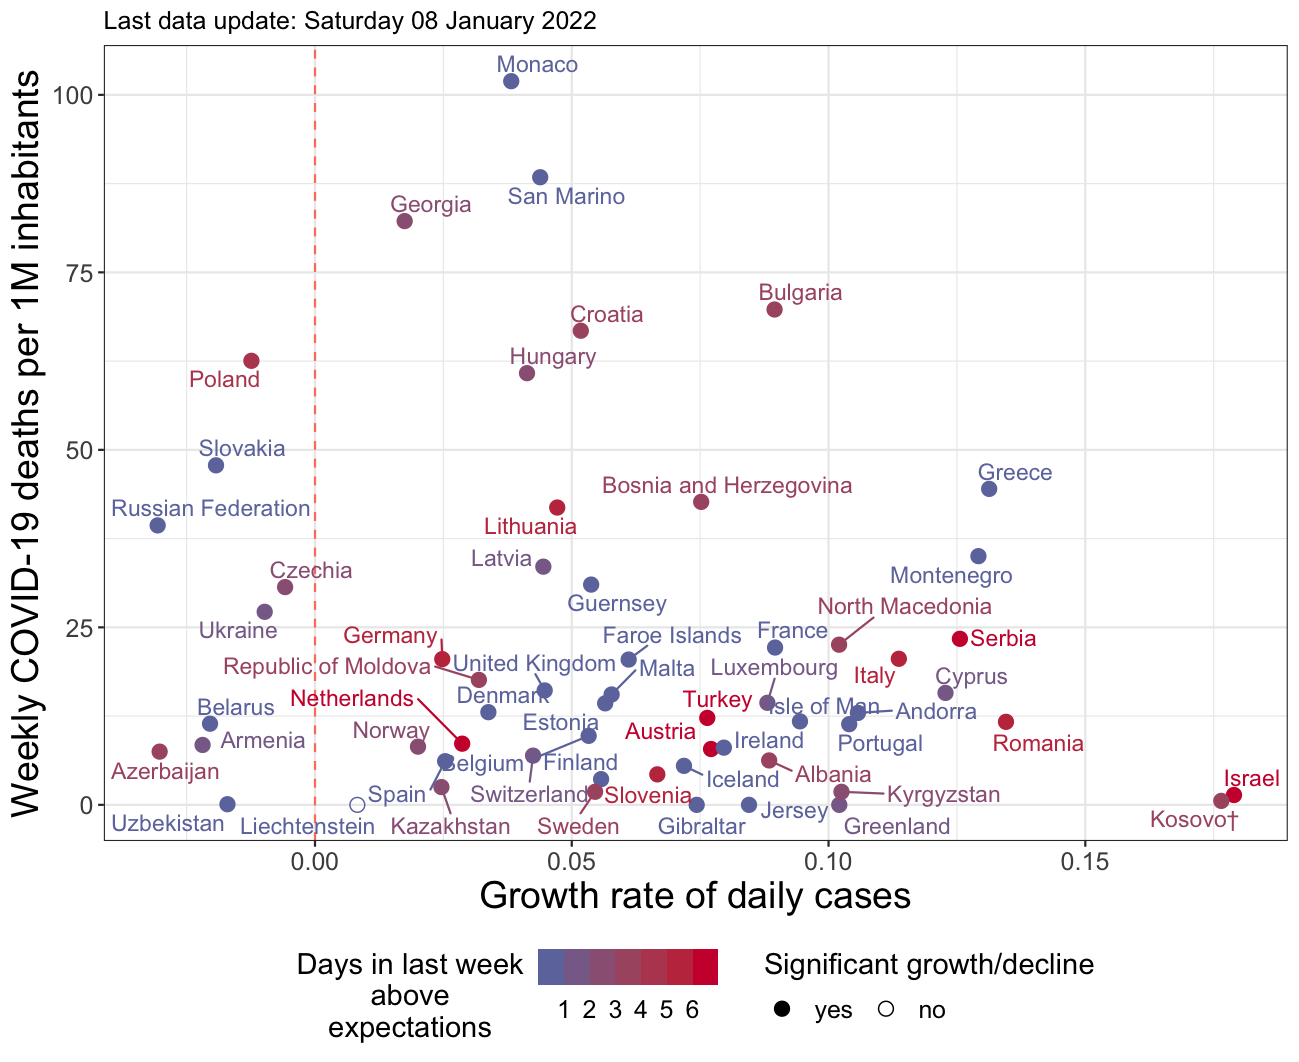 Last data update: Saturday 08 January 2022
Weekly COVID-19 deaths per 1M inhabitants
100
75
50
25
0
Monaco
San Marino
Georgia
Bulgaria
Croatia
Hungary
Poland
Slovakia
Greece
Bosnia and Herzegovina
Russian Federation
Lithuania
Latvia
Montenegro
Czechia
Guernsey
North Macedonia
Ukraine
Germany
Faroe Islands
France
Serbia
Republic of Moldova
United Kingdom
Malta
Luxembourg
Italy
Cyprus
Netherlands
Denmark
Turkey
Isle of Man
Andorra
Belarus
Norway
Estonia
Austria
Armenia
Ireland
Portugal
Romania
Belgium
Finland
Azerbaijan
Iceland
Albania
Israel
Spain
Switzerland
Slovenia
Kyrgyzstan
Jersey
Kosovo†
Uzbekistan
Liechtenstein
Kazakhstan
Sweden
Gibraltar
Greenland
0.00
0.05
0.10
0.15
Growth rate of daily cases
Days in last week
above
expectations
1 2 3 4 5 6
Significant growth/decline
yes
no